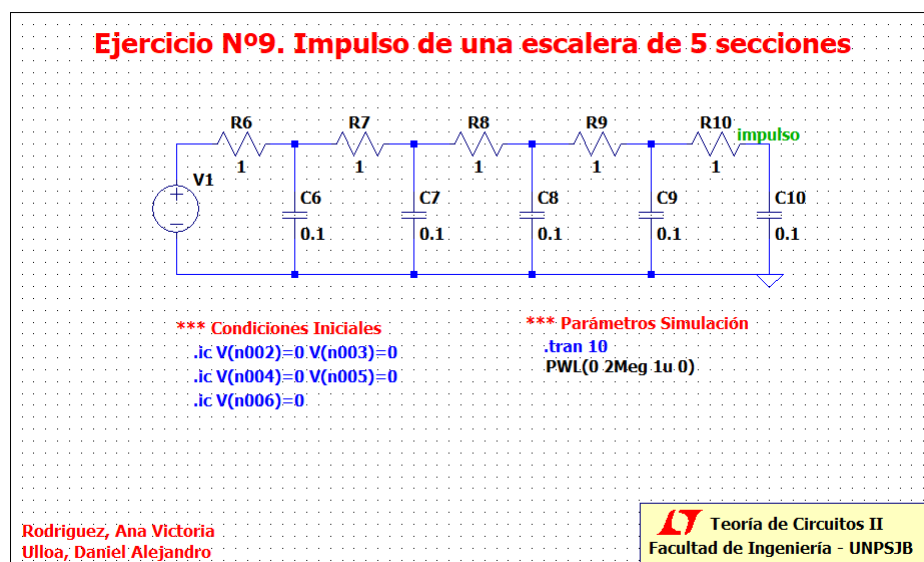 Ejercicio Nº9. Impulso de una escalera de 5 secciones
R6 R7 R8 R9 R10 impulso
1 1 1 1 1
V1
C6 C7 C8 C9 C10
0.1 0.1 0.1 0.1 0.1
*** Condiciones Iniciales
.ic V(n002)=0 V(n003)=0
.ic V(n004)=0 V(n005)=0
.ic V(n006)=0
*** Parámetros Simulación
.tran 10
PWL(0 2Meg 1u 0)
Rodriguez, Ana Victoria
Ulloa, Daniel Alejandro
Teoría de Circuitos II
Facultad de Ingeniería - UNPSJB